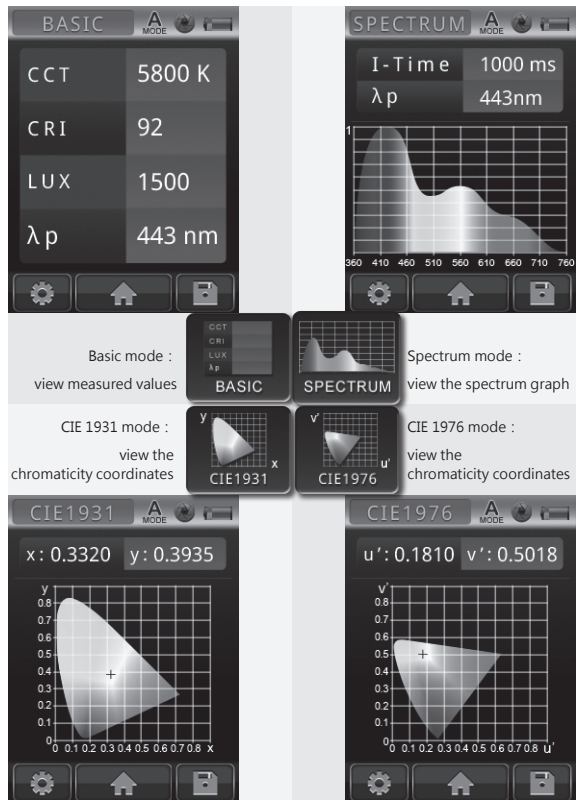 BASIC
A
MODE
CCT 5800 K
CRI 92
LUX 1500
λp 443 nm
SPECTRUM
A
MODE
I-Time 1000 ms
λp 443nm
1
360 410 460 510 560 610 660 710 760
Basic mode :
view measured values
CCT
CRI
LUX
λp
BASIC
SPECTRUM
Spectrum mode :
view the spectrum graph
CIE 1931 mode :
view the
chromaticity coordinates
y
x
CIE1931
v'
u'
CIE1976
CIE 1976 mode :
view the
chromaticity coordinates
CIE1931
A
MODE
x: 0.3320 y: 0.3935
y
0.8
0.7
0.6
0.5
0.4
0.3
0.2
0.1
0
0 0.1 0.2 0.3 0.4 0.5 0.6 0.7 0.8 x
CIE1976
A
MODE
u': 0.1810 v': 0.5018
v'
0.8
0.7
0.6
0.5
0.4
0.3
0.2
0.1
0
0 0.1 0.2 0.3 0.4 0.5 0.6 0.7 0.8 u'